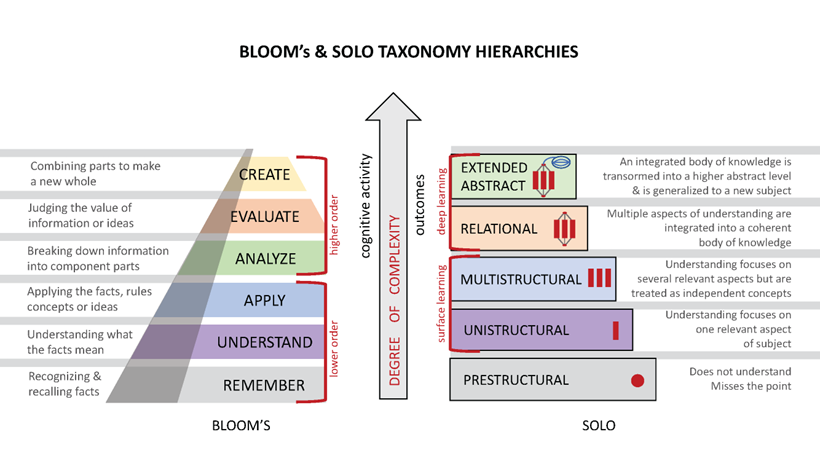 BLOOM's & SOLO TAXONOMY HIERARCHIES
Combining parts to make
a new whole
CREATE
Judging the value of
information or ideas
EVALUATE
Breaking down information
into component parts
ANALYZE
higher order
Applying the facts, rules
concepts or ideas
APPLY
Understanding what
the facts mean
UNDERSTAND
Recognizing &
recalling facts
REMEMBER
lower order
BLOOM'S
cognitive activity
DEGREE OF COMPLEXITY
outcomes
deep learning
EXTENDED
ABSTRACT
An integrated body of knowledge is
transormed into a higher abstract level
& is generalized to a new subject
RELATIONAL
Multiple aspects of understanding are
integrated into a coherent
body of knowledge
surface learning
MULTISTRUCTURAL
Understanding focuses on
several relevant aspects but are
treated as independent concepts
UNISTRUCTURAL
Understanding focuses on
one relevant aspect
of subject
PRESTRUCTURAL
Does not understand
Misses the point
SOLO